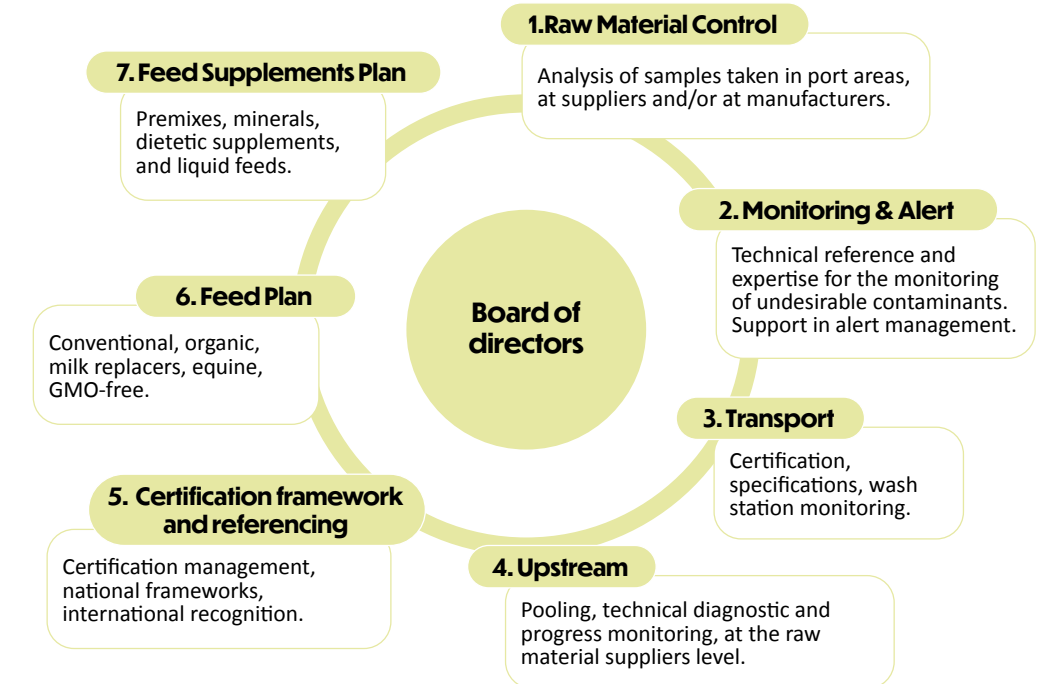 1.Raw Material Control
Analysis of samples taken in port areas,
at suppliers and/or at manufacturers.
2. Monitoring & Alert
Technical reference and
expertise for the monitoring
of undesirable contaminants.
Support in alert management.
3. Transport
Certification,
specifications, wash
station monitoring.
4. Upstream
Pooling, technical diagnostic and
progress monitoring, at the raw
material suppliers level.
5. Certification framework
and referencing
Certification management,
national frameworks,
international recognition.
6. Feed Plan
Conventional, organic,
milk replacers, equine,
GMO-free.
7. Feed Supplements Plan
Premixes, minerals,
dietetic supplements,
and liquid feeds.
Board of
directors